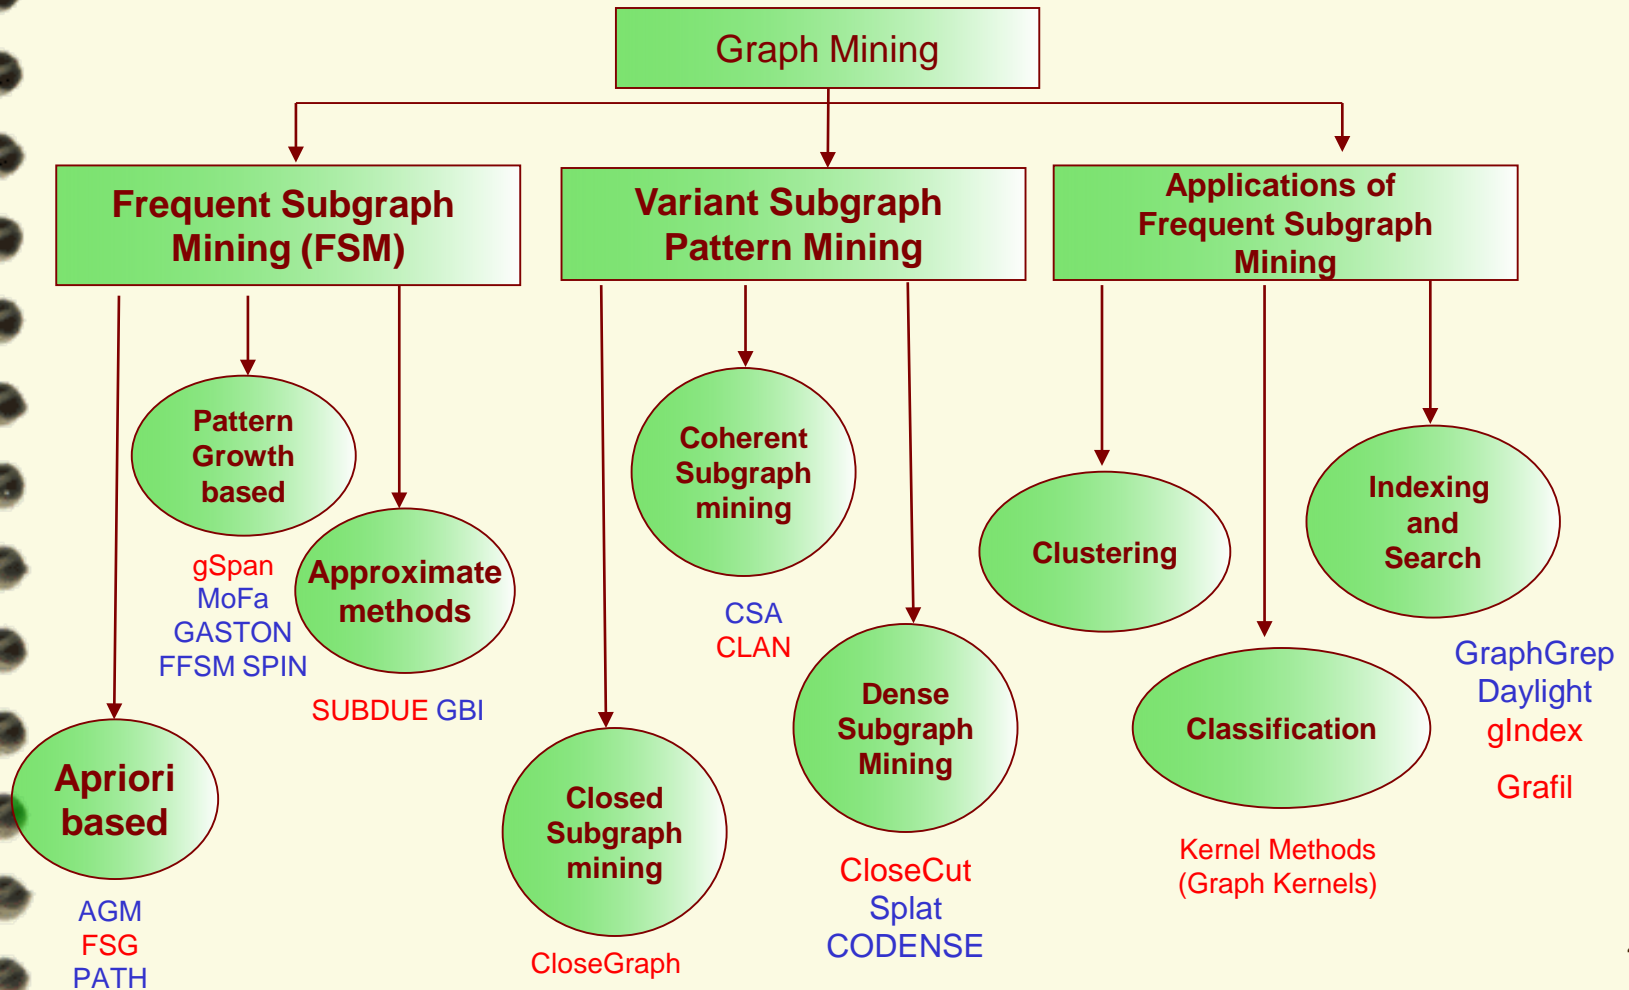 Graph Mining
Frequent Subgraph
Mining (FSM)
Variant Subgraph
Pattern Mining
Applications of
Frequent Subgraph
Mining
Pattern
Growth
based
gSpan
MoFa
GASTON
FFSM SPIN
Approximate
methods
SUBDUE GBI
Apriori
based
AGM
FSG
PATH
Coherent
Subgraph
mining
CSA
CLAN
Closed
Subgraph
mining
CloseGraph
Dense
Subgraph
Mining
CloseCut
Splat
CODENSE
Clustering
Classification
Kernel Methods
(Graph Kernels)
Indexing
and
Search
GraphGrep
Daylight
gIndex
Grafil